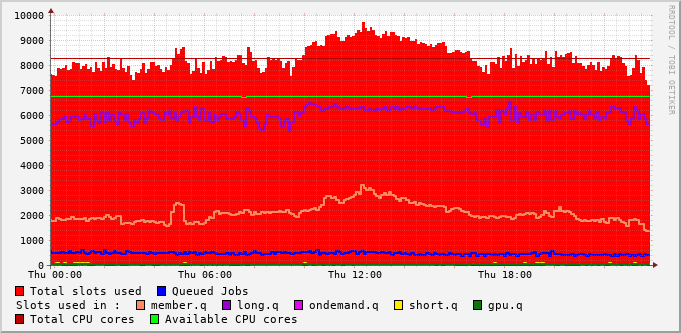 10000
9000
8000
7000
6000
5000
4000
3000
2000
1000
0
Thu 00:00 Thu 06:00 Thu 12:00 Thu 18:00
Total slots used Queued Jobs
Slots used in : member.q long.q ondemand.q short.q gpu.q
Total CPU cores Available CPU cores
RRDTOOL / TOBI OETIKER